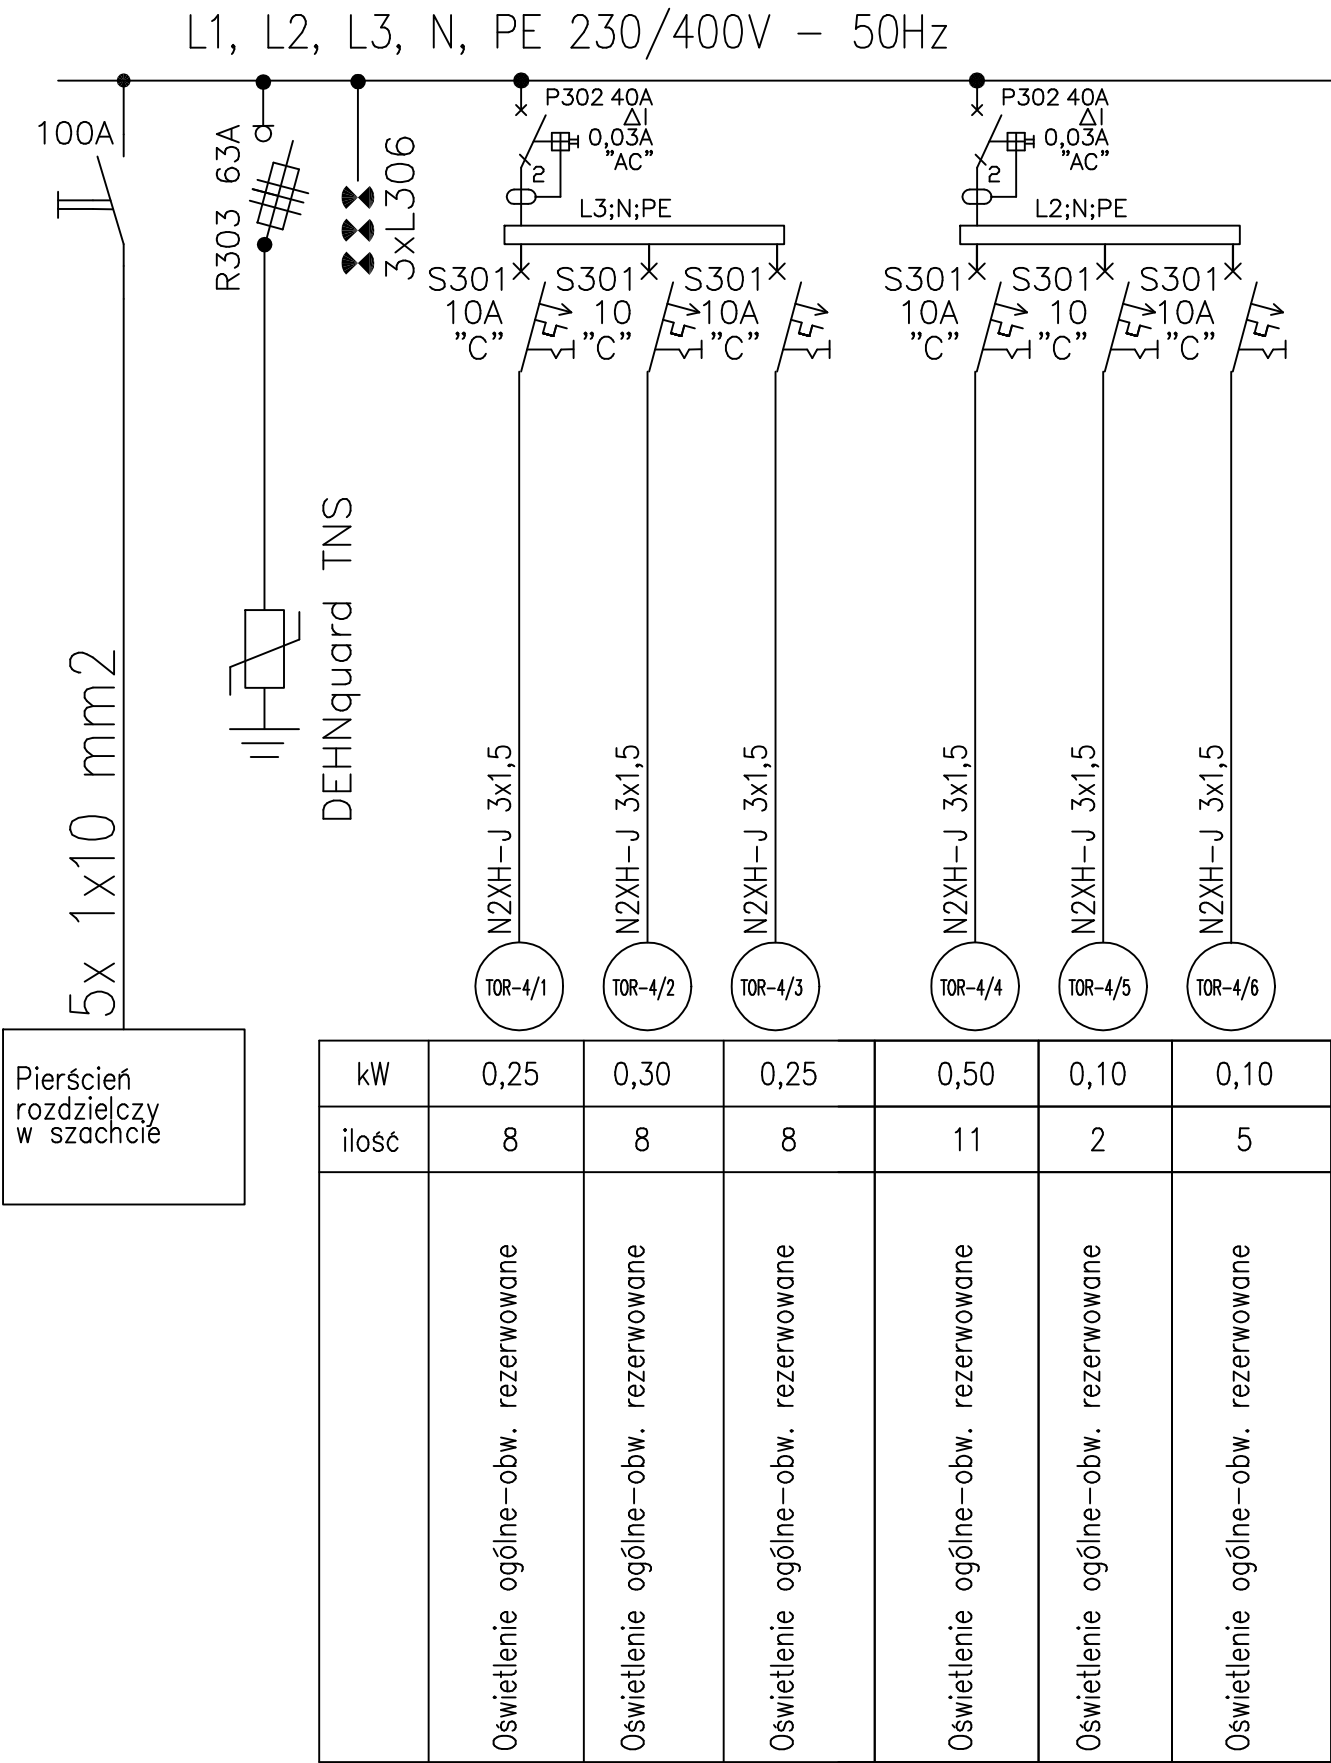 L1, L2, L3, N, PE 230/400V – 50Hz
100A
R303 63A
3xL306
P302 40A
ΔI
0,03A
"AC"
2
L3;N;PE
P302 40A
ΔI
0,03A
"AC"
2
L2;N;PE
S301
10A
"C"
S301
10
"C"
S301
10A
"C"
S301
10A
"C"
S301
10
"C"
S301
10A
"C"
DEHNquard TNS
5x 1x10 mm2
N2XH-J 3x1,5
N2XH-J 3x1,5
N2XH-J 3x1,5
N2XH-J 3x1,5
N2XH-J 3x1,5
N2XH-J 3x1,5
TOR-4/1
TOR-4/2
TOR-4/3
TOR-4/4
TOR-4/5
TOR-4/6
Pierścień
rozdzielczy
w szachcie
kW 0,25 0,30 0,25 0,50 0,10 0,10
ilość 8 8 8 11 2 5
Oświetlenie ogólne-obw. rezerwowane
Oświetlenie ogólne-obw. rezerwowane
Oświetlenie ogólne-obw. rezerwowane
Oświetlenie ogólne-obw. rezerwowane
Oświetlenie ogólne-obw. rezerwowane
Oświetlenie ogólne-obw. rezerwowane